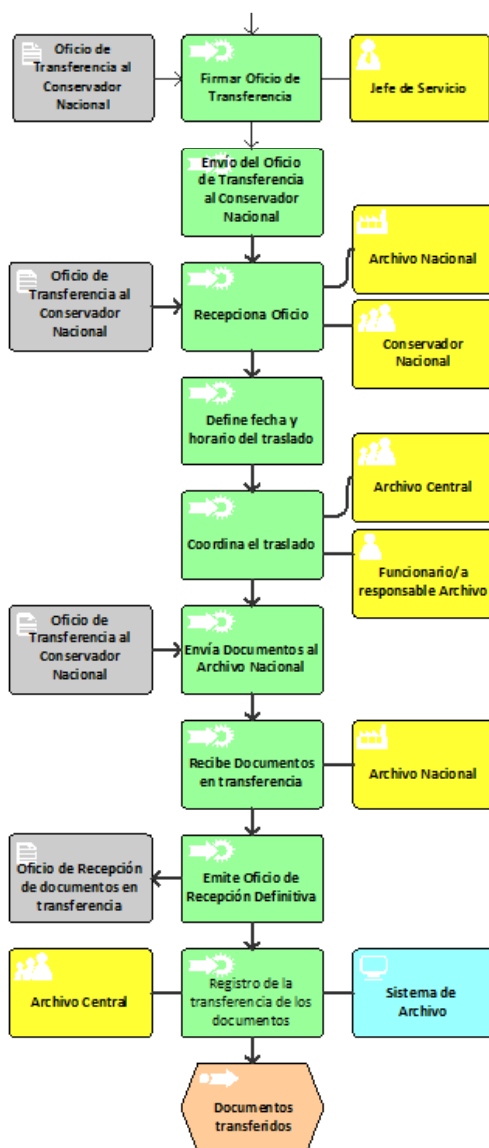 Oficio de
Transferencia al
Conservador
Nacional
Firmar Oficio de
Transferencia
Jefe de Servicio
Envío del Oficio
de Transferencia
al Conservador
Nacional
Oficio de
Transferencia al
Conservador
Nacional
Recepciona Oficio
Archivo Nacional
Conservador
Nacional
Define fecha y
horario del traslado
Coordina el traslado
Archivo Central
Funcionario/a
responsable Archivo
Oficio de
Transferencia al
Conservador
Nacional
Envía Documentos al
Archivo Nacional
Recibe Documentos
en transferencia
Archivo Nacional
Oficio de Recepción
de documentos en
transferencia
Emite Oficio de
Recepción Definitiva
Archivo Central
Registro de la
transferencia de los
documentos
Sistema de
Archivo
Documentos
transferidos